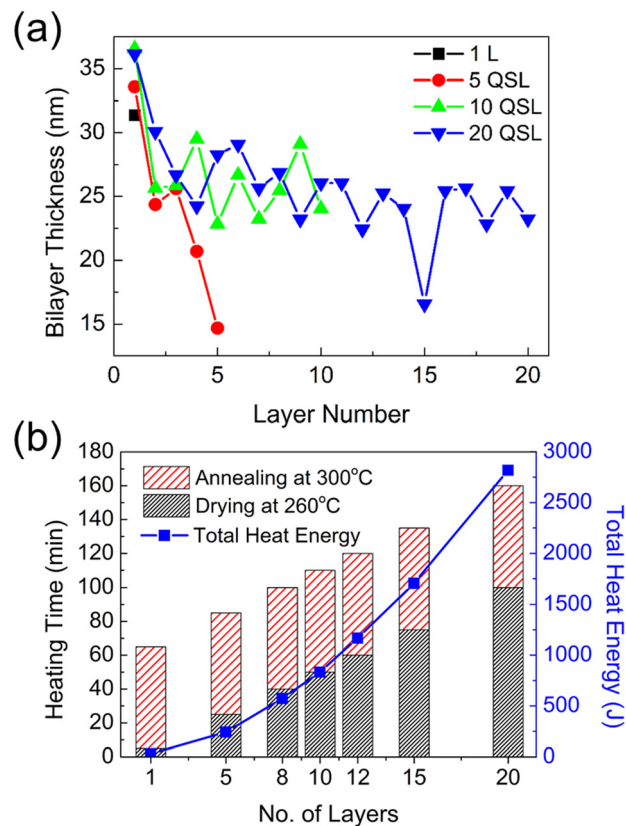 (a)
1 L
5 QSL
10 QSL
20 QSL
35
30
25
20
15
Bilayer Thickness (nm)
0 5 10 15 20
Layer Number
(b)
Annealing at 300°C
Drying at 260°C
Total Heat Energy
180
160
140
120
100
80
60
40
20
0
Heating Time (min)
3000
2500
2000
1500
1000
500
0
Total Heat Energy (J)
1 5 8 10 12 15 20
No. of Layers